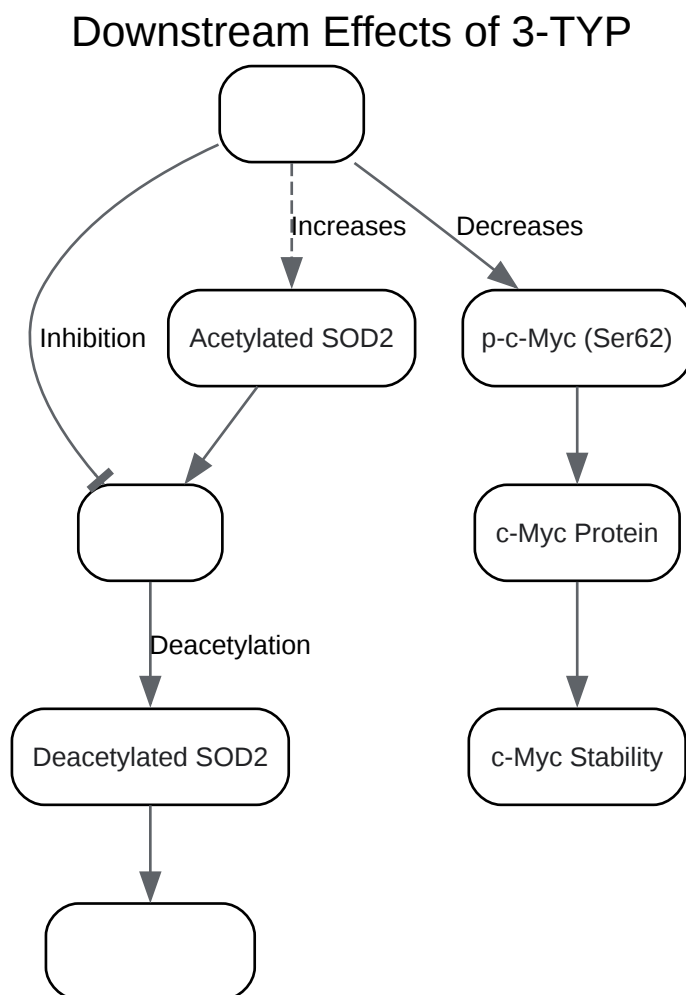 Downstream Effects of 3-TYP
Increases
Decreases
Inhibition
Acetylated SOD2
p-c-Myc (Ser62)
c-Myc Protein
Deacetylation
Deacetylated SOD2
c-Myc Stability